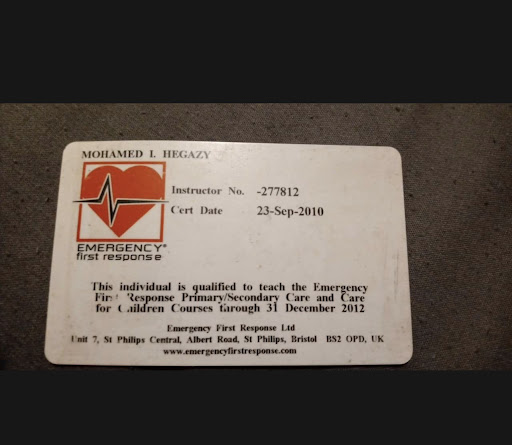 MOHAMED I. HEGAZY
Instructor No. -277812
Cert Date 23-Sep-2010
EMERGENCY®
first response
This individual is qualified to teach the Emergency
First Response Primary/Secondary Care and Care
for Children Courses through 31 December 2012
Emergency First Response Ltd
Unit 7, St Philips Central, Albert Road, St Philips, Bristol BS2 OPD, UK
www.emergencyfirstresponse.com